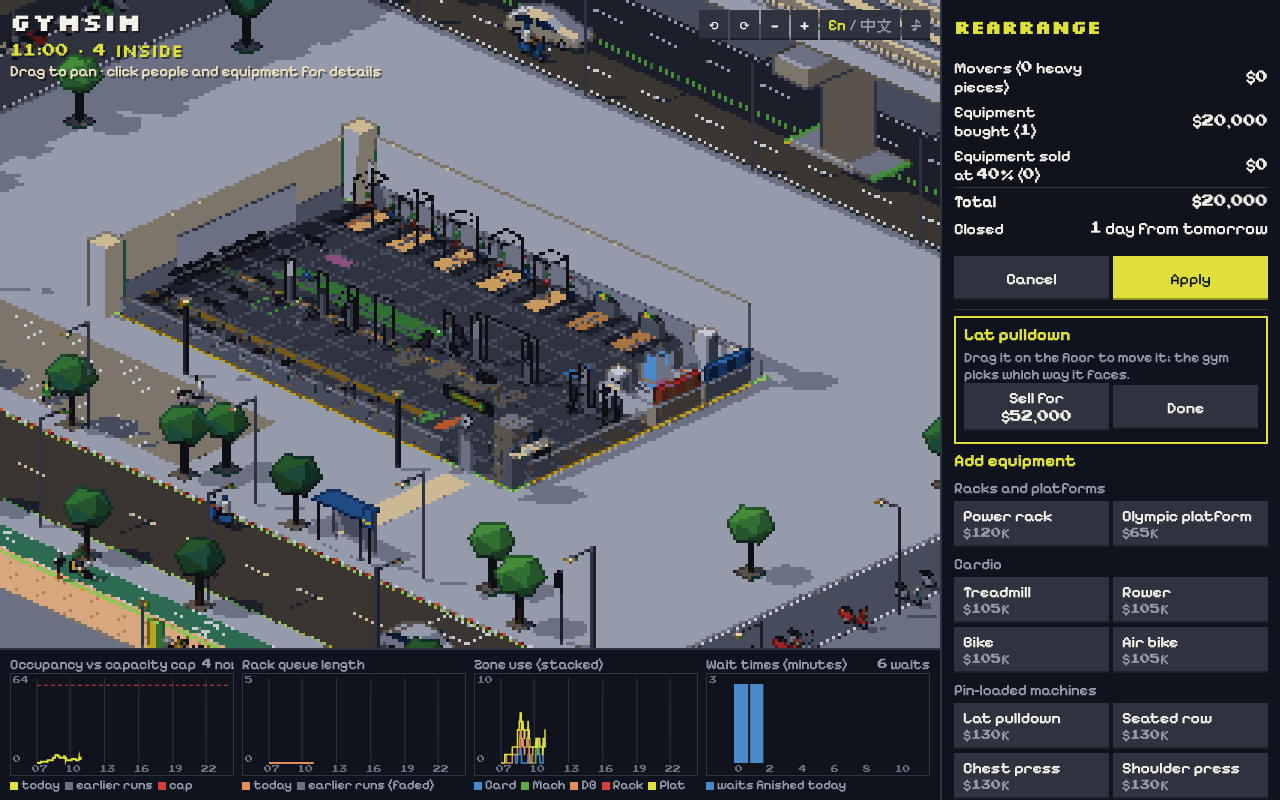 GYMSIM
11:00 · 4 INSIDE
Drag to pan · click people and equipment for details
⟲ ⟳ - + En / 中文 ♪
REARRANGE
Movers (0 heavy pieces) $0
Equipment bought (1) $20,000
Equipment sold at 40% (0) $0
Total $20,000
Closed 1 day from tomorrow
Cancel Apply
Lat pulldown
Drag it on the floor to move it; the gym
picks which way it faces.
Sell for $52,000 Done
Add equipment
Racks and platforms
Power rack $120K Olympic platform $65K
Cardio
Treadmill $105K Rower $105K
Bike $105K Air bike $105K
Pin-loaded machines
Lat pulldown $130K Seated row $130K
Chest press $130K Shoulder press $130K
Occupancy vs capacity cap 4 nou
64
0
07 10 13 16 19 22
today earlier runs cap
Rack queue length
5
0
07 10 13 16 19 22
today earlier runs (faded)
Zone use (stacked)
10
0
07 10 13 16 19 22
Card Mach DB Rack Plat
Wait times (minutes) 6 waits
3
0 2 4 6 8 10
waits finished today